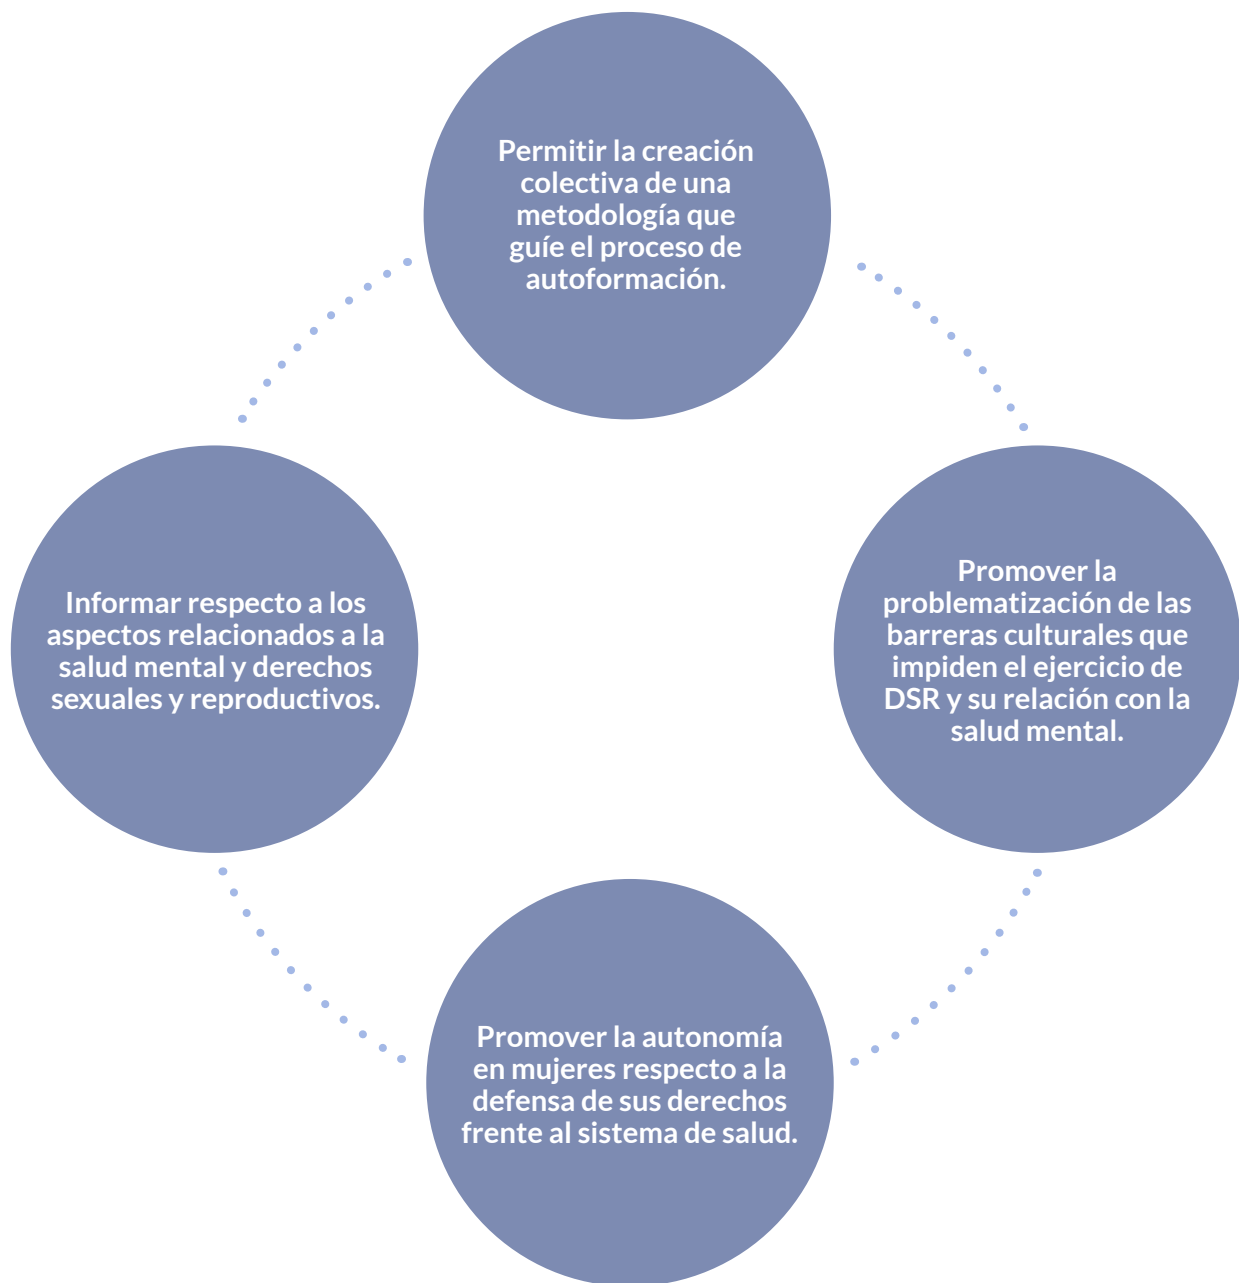 Permitir la creación
colectiva de una
metodología que
guíe el proceso de
autoformación.
Informar respecto a los
aspectos relacionados a la
salud mental y derechos
sexuales y reproductivos.
Promover la
problematización de las
barreras culturales que
impiden el ejercicio de
DSR y su relación con la
salud mental.
Promover la autonomía
en mujeres respecto a la
defensa de sus derechos
frente al sistema de salud.